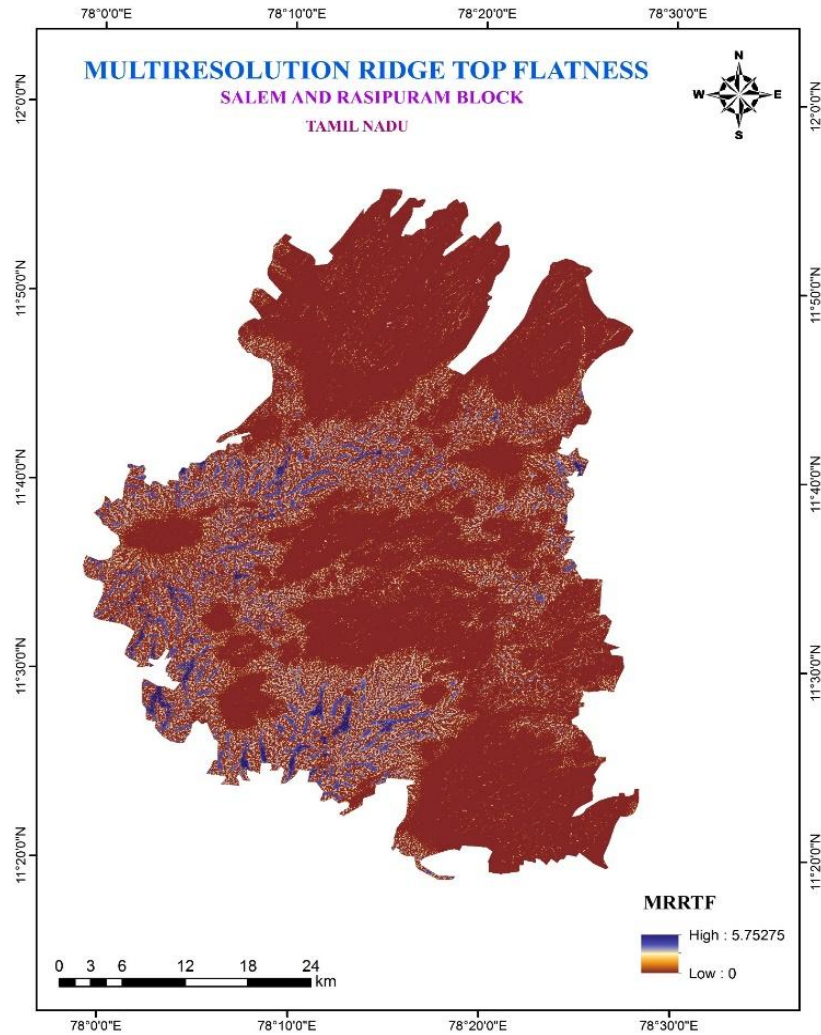 78°0'0"E 78°10'0"E 78°20'0"E 78°30'0"E
MULTIRESOLUTION RIDGE TOP FLATNESS
SALEM AND RASIPURAM BLOCK
TAMIL NADU
N
W E
S
12°0'0"N 12°0'0"N
11°50'0"N 11°50'0"N
11°40'0"N 11°40'0"N
11°30'0"N 11°30'0"N
11°20'0"N 11°20'0"N
MRRTF
High : 5.75275
Low : 0
0 3 6 12 18 24
km
78°0'0"E 78°10'0"E 78°20'0"E 78°30'0"E